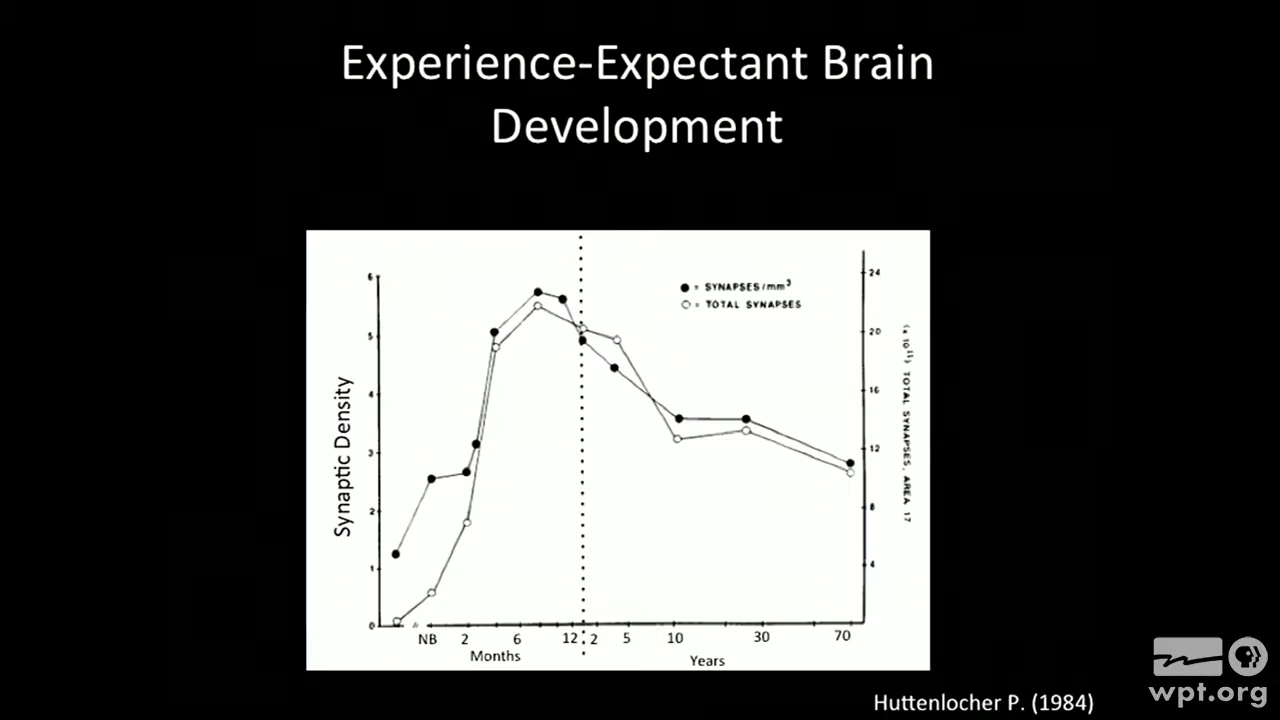 Experience-Expectant Brain
Development
● = SYNAPSES/mm³
○ = TOTAL SYNAPSES
Synaptic Density
6
5
4
3
2
1
0
24
20
16
12
8
4
(x 10¹¹) TOTAL SYNAPSES, AREA 17
NB 2 6 12 2 5 10 30 70
Months Years
wpt.org
Huttenlocher P. (1984)